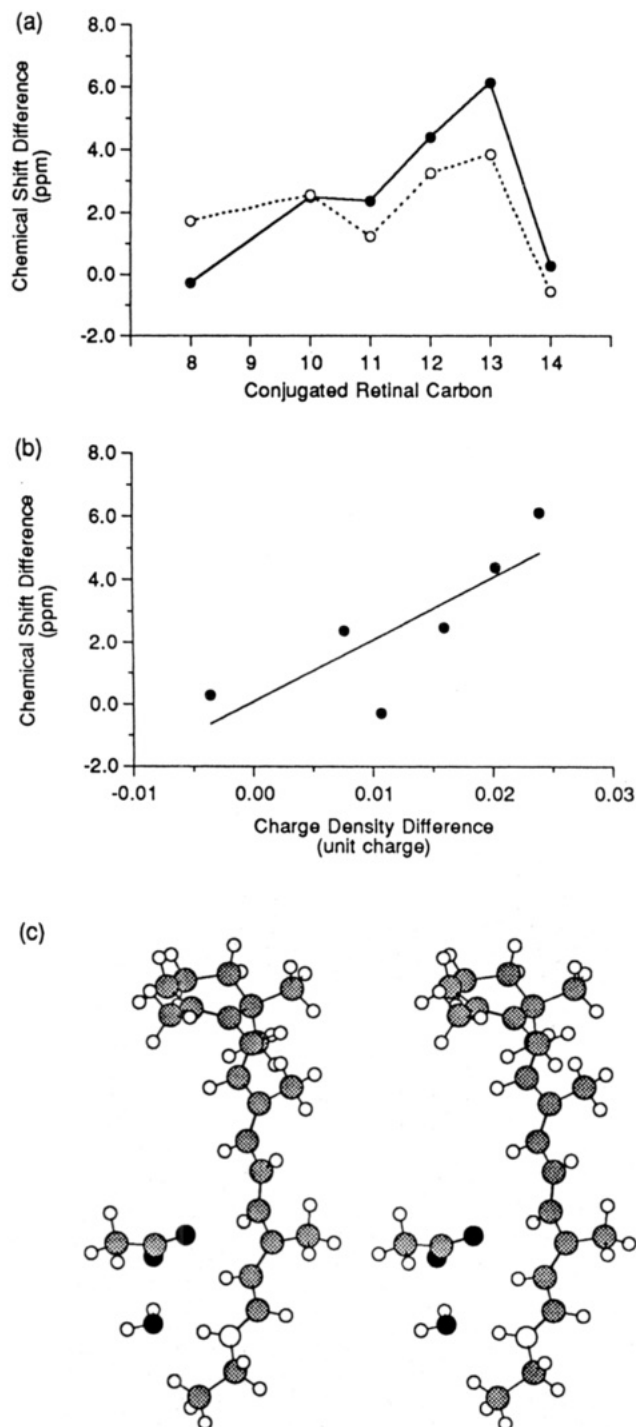 (a)
8.0
6.0
4.0
2.0
0.0
-2.0
Chemical Shift Difference
(ppm)
8 9 10 11 12 13 14
Conjugated Retinal Carbon
(b)
8.0
6.0
4.0
2.0
0.0
-2.0
Chemical Shift Difference
(ppm)
-0.01 0.00 0.01 0.02 0.03
Charge Density Difference
(unit charge)
(c)